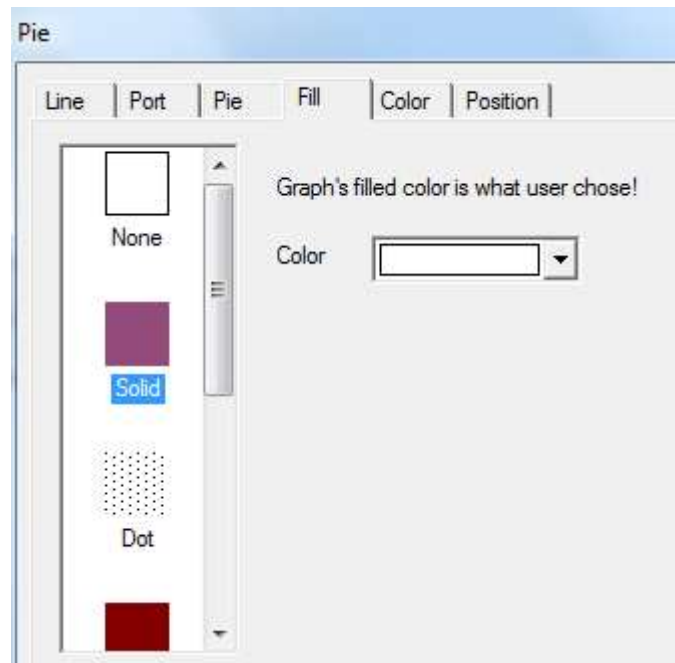 Pie
Line Port Pie Fill Color Position
None
Graph's filled color is what user chose!
Color
Solid
Dot